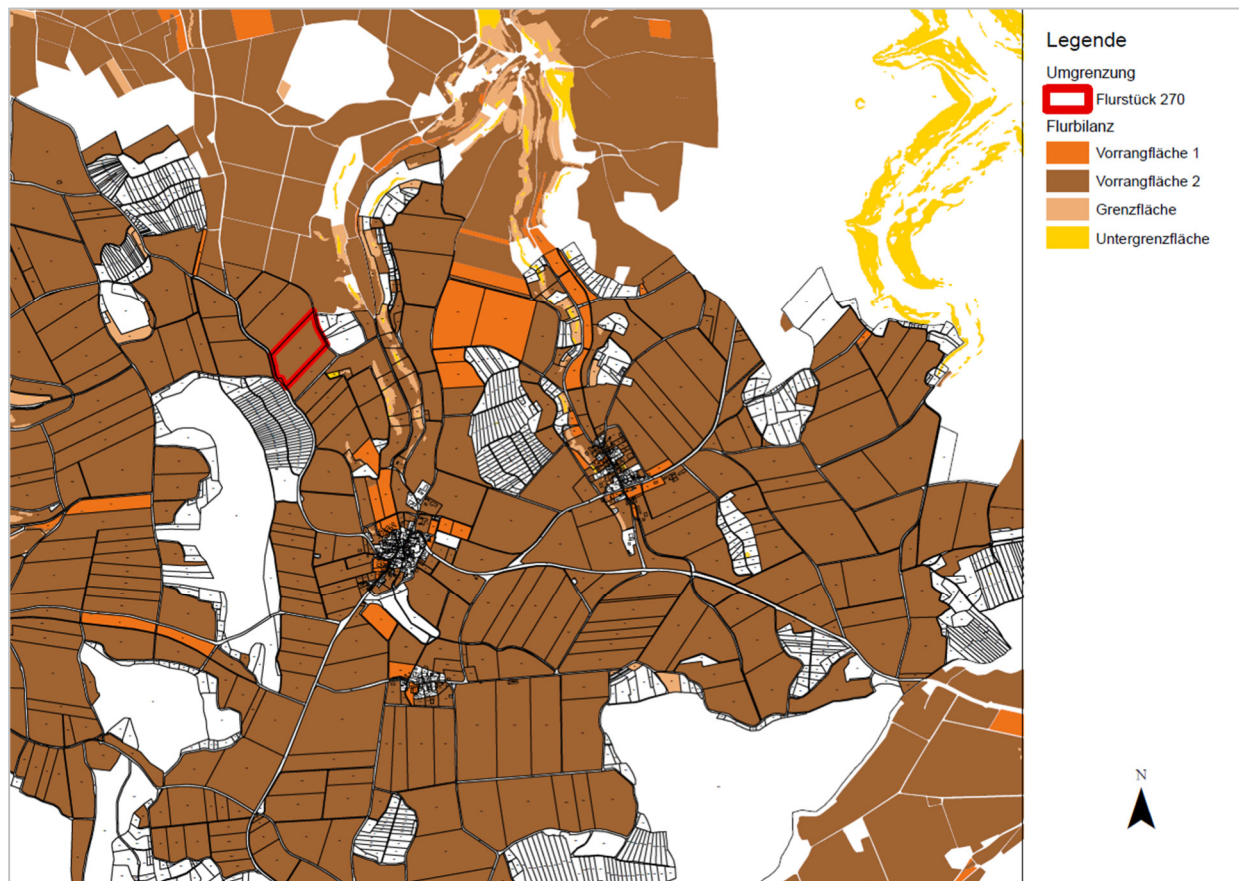 Legende
Umgrenzung
Flurstück 270
Flurbilanz
Vorrangfläche 1
Vorrangfläche 2
Grenzfläche
Untergrenzfläche
N